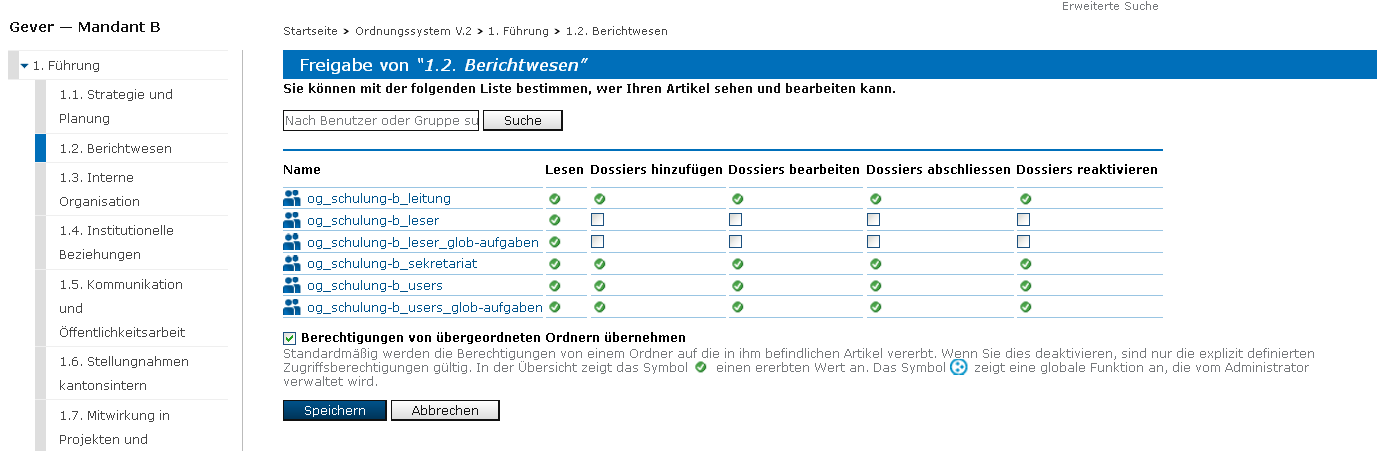 Erweiterte Suche
Gever — Mandant B
Startseite > Ordnungssystem V.2 > 1. Führung > 1.2. Berichtwesen
1. Führung
1.1. Strategie und
Planung
1.2. Berichtwesen
1.3. Interne
Organisation
1.4. Institutionelle
Beziehungen
1.5. Kommunikation
und
Öffentlichkeitsarbeit
1.6. Stellungnahmen
kantonsintern
1.7. Mitwirkung in
Projekten und
Freigabe von “1.2. Berichtwesen”
Sie können mit der folgenden Liste bestimmen, wer Ihren Artikel sehen und bearbeiten kann.
Nach Benutzer oder Gruppe su Suche
Name Lesen Dossiers hinzufügen Dossiers bearbeiten Dossiers abschliessen Dossiers reaktivieren
og_schulung-b_leitung
og_schulung-b_leser
og_schulung-b_leser_glob-aufgaben
og_schulung-b_sekretariat
og_schulung-b_users
og_schulung-b_users_glob-aufgaben
Berechtigungen von übergeordneten Ordnern übernehmen
Standardmäßig werden die Berechtigungen von einem Ordner auf die in ihm befindlichen Artikel vererbt. Wenn Sie dies deaktivieren, sind nur die explizit definierten
Zugriffsberechtigungen gültig. In der Übersicht zeigt das Symbol einen ererbten Wert an. Das Symbol zeigt eine globale Funktion an, die vom Administrator
verwaltet wird.
Speichern Abbrechen